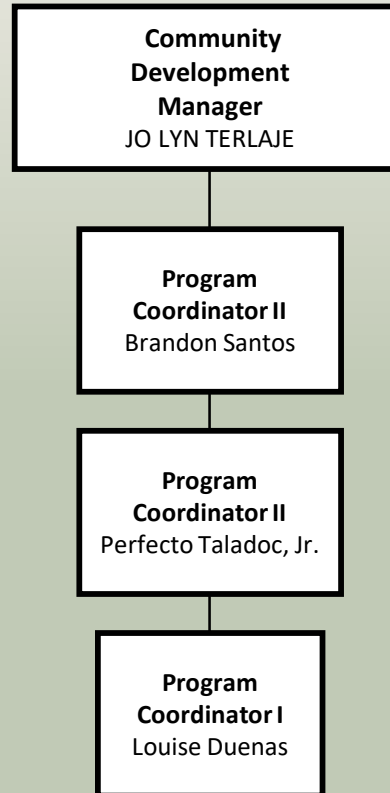 Community
Development
Manager
JO LYN TERLAJE
Program
Coordinator II
Brandon Santos
Program
Coordinator II
Perfecto Taladoc, Jr.
Program
Coordinator I
Louise Duenas